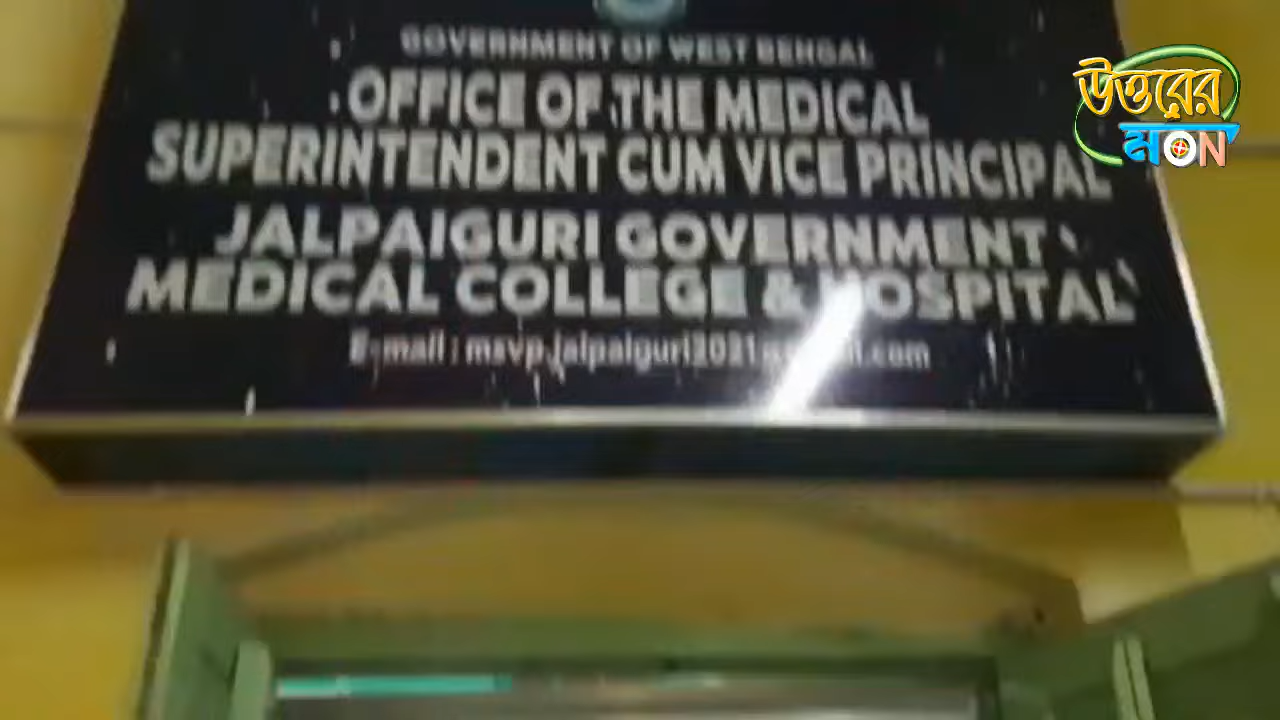 GOVERNMENT OF WEST BENGAL
OFFICE OF THE MEDICAL
SUPERINTENDENT CUM VICE PRINCIPAL
JALPAIGURI GOVERNMENT
MEDICAL COLLEGE & HOSPITAL
E-mail : msvp.jalpaiguri2021
উত্তরের
মON